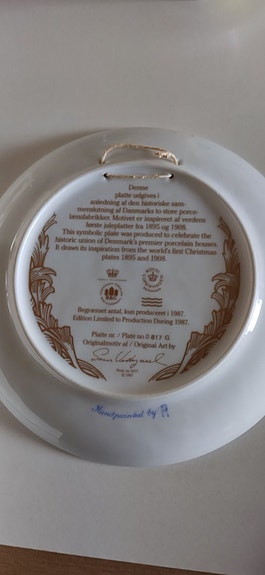 Denne
platte udgives i
anledning af den historiske sam-
menslutning af Danmarks to store porce-
lænsfabrikker. Motivet er inspireret af verdens
første juleplatter fra 1895 og 1908.
This symbolic plate was produced to celebrate the
historic union of Denmark's premier porcelain houses.
It draws its inspiration from the world's first Christmas
plates 1895 and 1908.
Begrænset antal, kun produceret i 1987.
Edition Limited to Production During 1987.
Platte nr. / Plate no 0817 G
Originalmotiv af / Original Art by
© 1987
Handpainted by